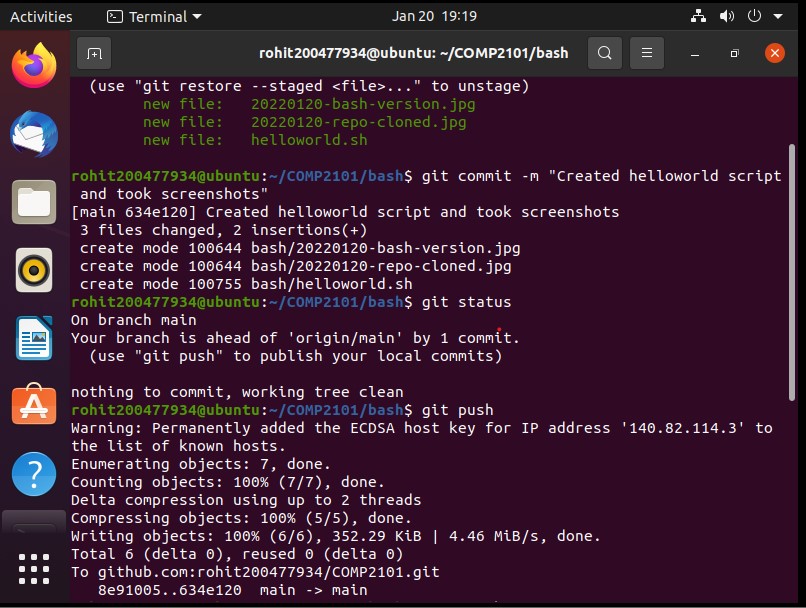 Activities
Terminal
Jan 20 19:19
rohit200477934@ubuntu: ~/COMP2101/bash
(use "git restore --staged <file>..." to unstage)
new file: 20220120-bash-version.jpg
new file: 20220120-repo-cloned.jpg
new file: helloworld.sh
rohit200477934@ubuntu:~/COMP2101/bash$ git commit -m "Created helloworld script
and took screenshots"
[main 634e120] Created helloworld script and took screenshots
3 files changed, 2 insertions(+)
create mode 100644 bash/20220120-bash-version.jpg
create mode 100644 bash/20220120-repo-cloned.jpg
create mode 100755 bash/helloworld.sh
rohit200477934@ubuntu:~/COMP2101/bash$ git status
On branch main
Your branch is ahead of 'origin/main' by 1 commit.
(use "git push" to publish your local commits)
nothing to commit, working tree clean
rohit200477934@ubuntu:~/COMP2101/bash$ git push
Warning: Permanently added the ECDSA host key for IP address '140.82.114.3' to
the list of known hosts.
Enumerating objects: 7, done.
Counting objects: 100% (7/7), done.
Delta compression using up to 2 threads
Compressing objects: 100% (5/5), done.
Writing objects: 100% (6/6), 352.29 KiB | 4.46 MiB/s, done.
Total 6 (delta 0), reused 0 (delta 0)
To github.com:rohit200477934/COMP2101.git
8e91005..634e120 main -> main